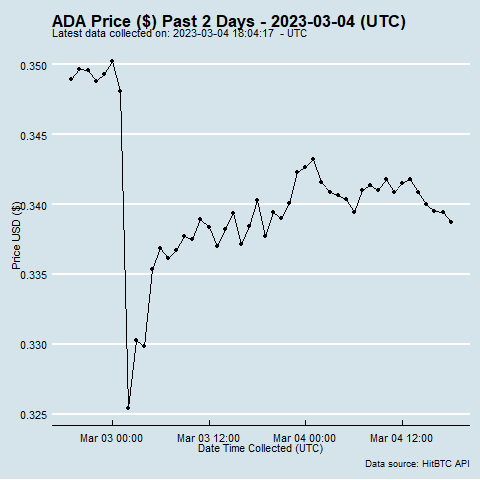 ADA Price ($) Past 2 Days - 2023-03-04 (UTC)
Latest data collected on: 2023-03-04 18:04:17 - UTC
0.350
0.345
0.340
0.335
0.330
0.325
Price USD ($)
Mar 03 00:00
Mar 03 12:00
Mar 04 00:00
Mar 04 12:00
Date Time Collected (UTC)
Data source: HitBTC API